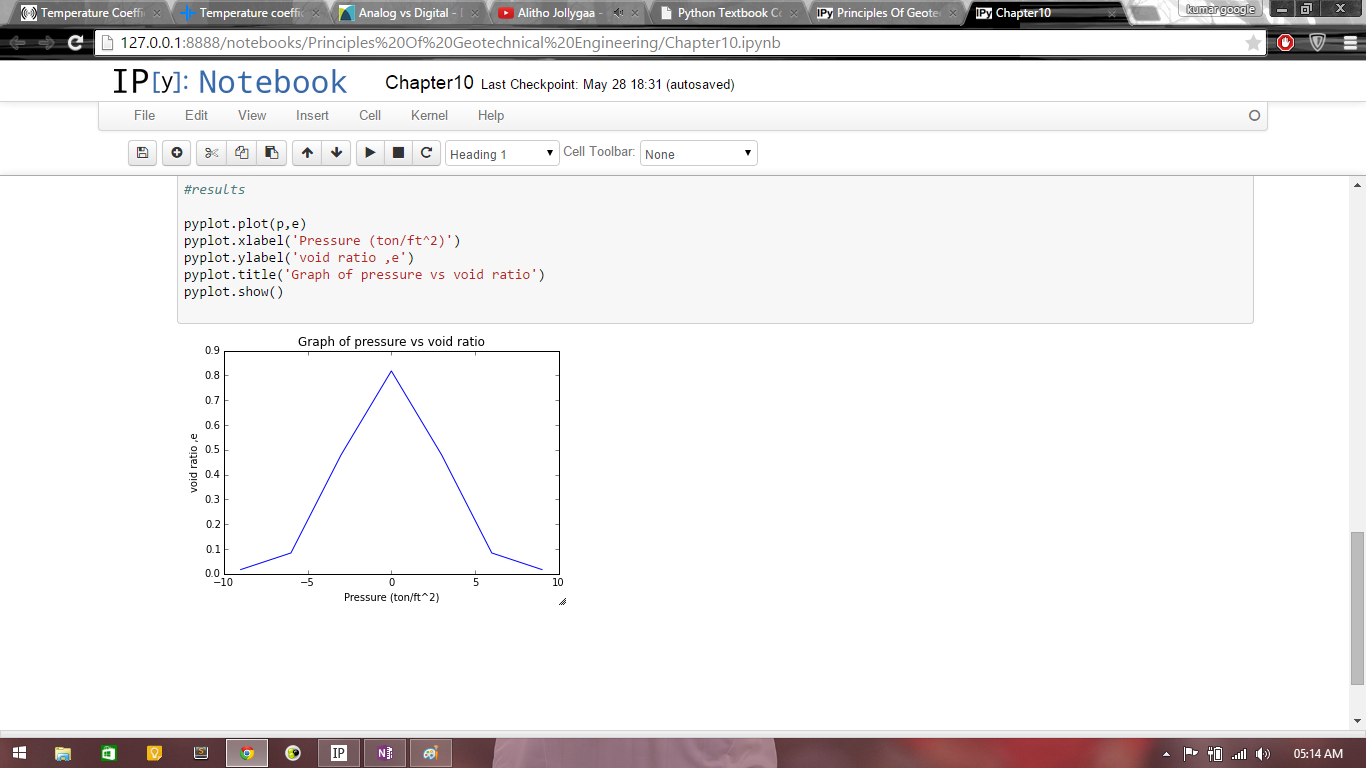 Temperature Coeffi
Temperature coeffic
Analog vs Digital -
Alitho Jollygaa -
Python Textbook Co
IPy Principles Of Geote
IPy Chapter10
kumar google
127.0.0.1:8888/notebooks/Principles%20Of%20Geotechnical%20Engineering/Chapter10.ipynb
IP[y]: Notebook
Chapter10 Last Checkpoint: May 28 18:31 (autosaved)
File Edit View Insert Cell Kernel Help
Heading 1 Cell Toolbar: None
#results
pyplot.plot(p,e)
pyplot.xlabel('Pressure (ton/ft^2)')
pyplot.ylabel('void ratio ,e')
pyplot.title('Graph of pressure vs void ratio')
pyplot.show()
Graph of pressure vs void ratio
0.9
0.8
0.7
0.6
0.5
0.4
0.3
0.2
0.1
0.0
void ratio ,e
−10 −5 0 5 10
Pressure (ton/ft^2)
IP
05:14 AM